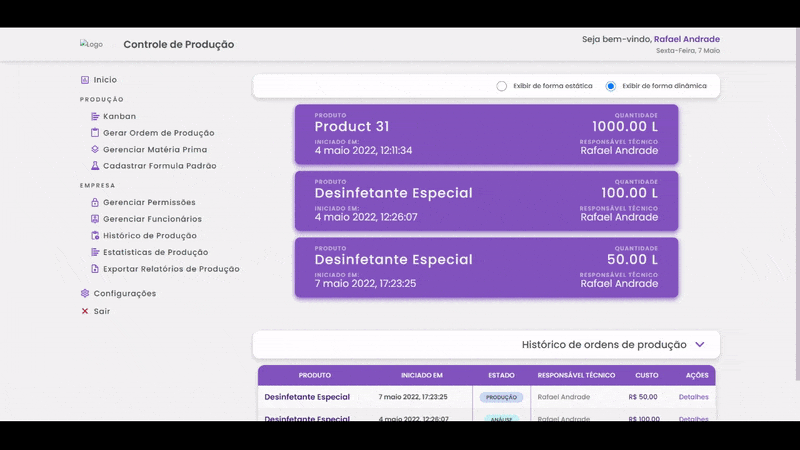 Logo
Controle de Produção
Seja bem-vindo, Rafael Andrade
Sexta-Feira, 7 Maio
Inicio
PRODUÇÃO
Kanban
Gerar Ordem de Produção
Gerenciar Matéria Prima
Cadastrar Formula Padrão
EMPRESA
Gerenciar Permissões
Gerenciar Funcionários
Histórico de Produção
Estatisticas de Produção
Exportar Relatórios de Produção
Configurações
Sair
Exibir de forma estática
Exibir de forma dinâmica
PRODUTO QUANTIDADE
Product 31 1000.00 L
INICIADO EM: RESPONSÁVEL TÉCNICO
4 maio 2022, 12:11:34 Rafael Andrade
PRODUTO QUANTIDADE
Desinfetante Especial 100.00 L
INICIADO EM: RESPONSÁVEL TÉCNICO
4 maio 2022, 12:26:07 Rafael Andrade
PRODUTO QUANTIDADE
Desinfetante Especial 50.00 L
INICIADO EM: RESPONSÁVEL TÉCNICO
7 maio 2022, 17:23:25 Rafael Andrade
Histórico de ordens de produção
PRODUTO INICIADO EM ESTADO RESPONSÁVEL TÉCNICO CUSTO AÇÕES
Desinfetante Especial 7 maio 2022, 17:23:25 PRODUÇÃO Rafael Andrade R$ 50,00 Detalhes
Desinfetante Especial 4 maio 2022, 12:26:07 ANÁLISE Rafael Andrade R$ 100,00 Detalhes